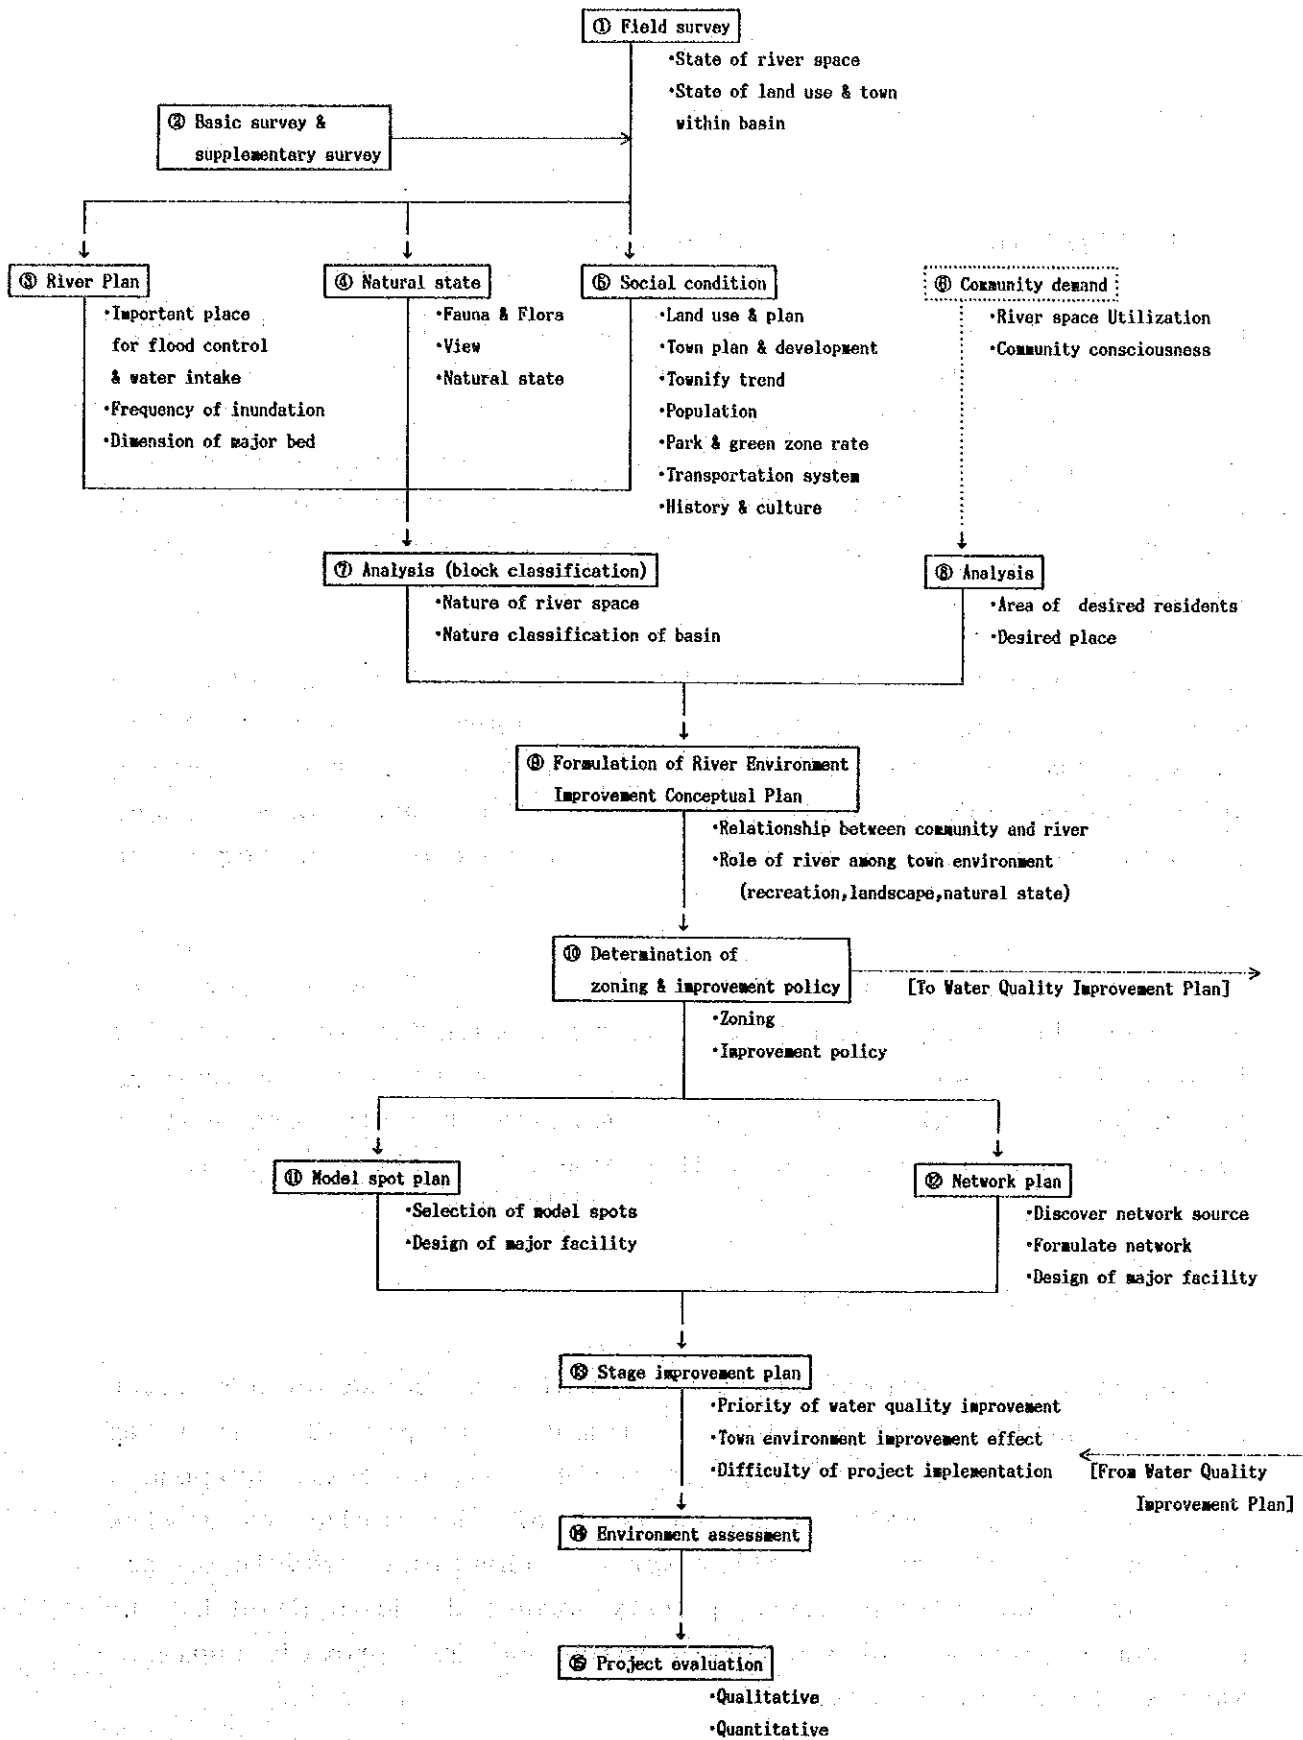 ① Field survey
・State of river space
・State of land use & town
within basin
② Basic survey &
supplementary survey
③ River Plan
・Important place
for flood control
& water intake
・Frequency of inundation
・Dimension of major bed
④ Natural state
・Fauna & Flora
・View
・Natural state
⑤ Social condition
・Land use & plan
・Town plan & development
・Townify trend
・Population
・Park & green zone rate
・Transportation system
・History & culture
⑥ Community demand
・River space Utilization
・Community consciousness
⑦ Analysis (block classification)
・Nature of river space
・Nature classification of basin
⑧ Analysis
・Area of desired residents
・Desired place
⑨ Formulation of River Environment
Improvement Conceptual Plan
・Relationship between community and river
・Role of river among town environment
(recreation,landscape,natural state)
⑩ Determination of
zoning & improvement policy
[To Water Quality Improvement Plan]
・Zoning
・Improvement policy
⑪ Model spot plan
・Selection of model spots
・Design of major facility
⑫ Network plan
・Discover network source
・Formulate network
・Design of major facility
⑬ Stage improvement plan
・Priority of water quality improvement
・Town environment improvement effect
・Difficulty of project implementation
[From Water Quality
Improvement Plan]
⑭ Environment assessment
⑮ Project evaluation
・Qualitative
・Quantitative